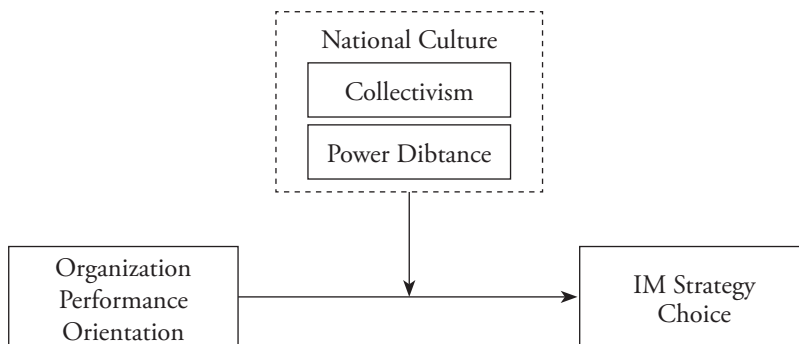 National Culture
Collectivism
Power Dibtance
Organization
Performance
Orientation
IM Strategy
Choice